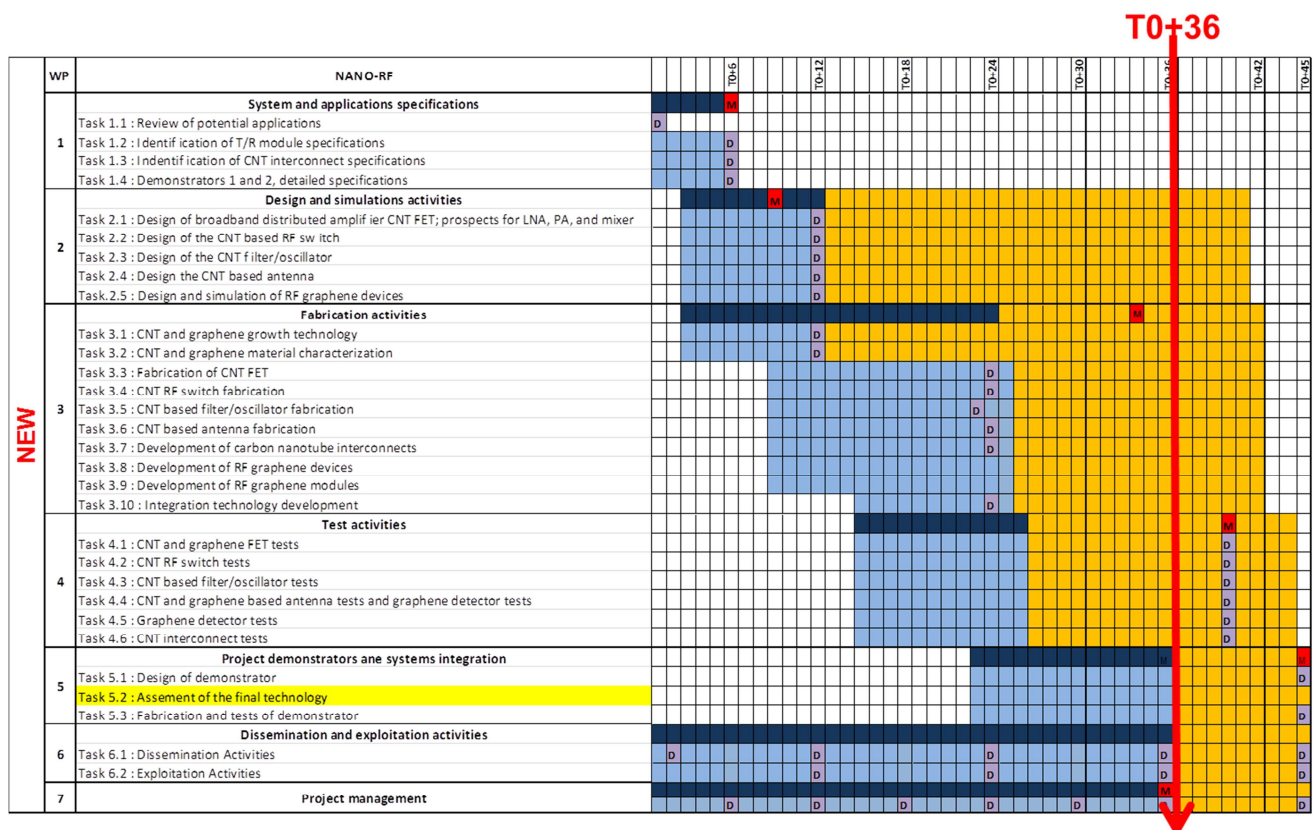 T0+36
WP NANO-RF T0+6 T0+12 T0+18 T0+24 T0+30 T0+36 T0+42 T0+45
NEW
1
System and applications specifications M
Task 1.1 : Review of potential applications D
Task 1.2 : Identification of T/R module specifications D
Task 1.3 : Indentification of CNT interconnect specifications D
Task 1.4 : Demonstrators 1 and 2, detailed specifications D
2
Design and simulations activities M
Task 2.1 : Design of broadband distributed amplifier CNT FET; prospects for LNA, PA, and mixer D
Task 2.2 : Design of the CNT based RF switch D
Task 2.3 : Design of the CNT filter/oscillator D
Task 2.4 : Design the CNT based antenna D
Task.2.5 : Design and simulation of RF graphene devices D
3
Fabrication activities M
Task 3.1 : CNT and graphene growth technology D
Task 3.2 : CNT and graphene material characterization D
Task 3.3 : Fabrication of CNT FET D
Task 3.4 : CNT RF switch fabrication D
Task 3.5 : CNT based filter/oscillator fabrication D
Task 3.6 : CNT based antenna fabrication D
Task 3.7 : Development of carbon nanotube interconnects D
Task 3.8 : Development of RF graphene devices
Task 3.9 : Development of RF graphene modules
Task 3.10 : Integration technology development D
4
Test activities M
Task 4.1 : CNT and graphene FET tests D
Task 4.2 : CNT RF switch tests D
Task 4.3 : CNT based filter/oscillator tests D
Task 4.4 : CNT and graphene based antenna tests and graphene detector tests D
Task 4.5 : Graphene detector tests D
Task 4.6 : CNT interconnect tests D
5
Project demonstrators ane systems integration M M
Task 5.1 : Design of demonstrator D
Task 5.2 : Assement of the final technology
Task 5.3 : Fabrication and tests of demonstrator D
6
Dissemination and exploitation activities
Task 6.1 : Dissemination Activities D D D D D
Task 6.2 : Exploitation Activities D D D D
7
Project management M
D D D D D D